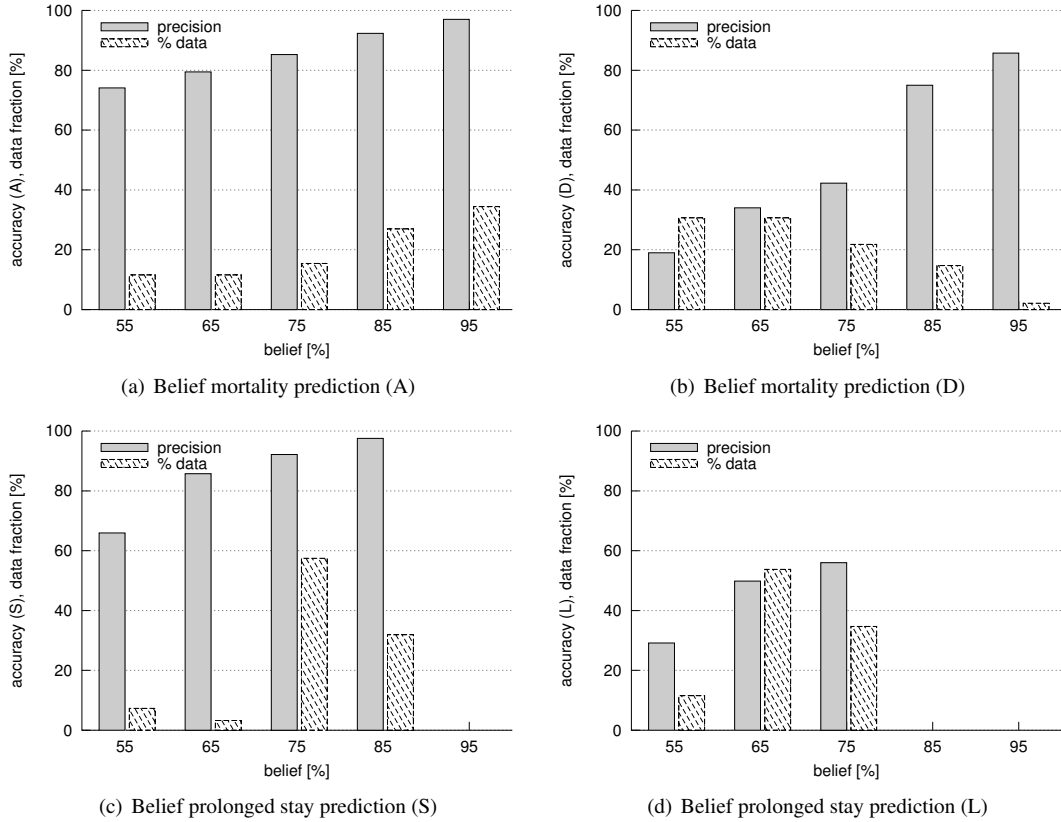 accuracy (A), data fraction [%]
100
80
60
40
20
0
precision
% data
55 65 75 85 95
belief [%]
(a) Belief mortality prediction (A)
accuracy (D), data fraction [%]
100
80
60
40
20
0
precision
% data
55 65 75 85 95
belief [%]
(b) Belief mortality prediction (D)
accuracy (S), data fraction [%]
100
80
60
40
20
0
precision
% data
55 65 75 85 95
belief [%]
(c) Belief prolonged stay prediction (S)
accuracy (L), data fraction [%]
100
80
60
40
20
0
precision
% data
55 65 75 85 95
belief [%]
(d) Belief prolonged stay prediction (L)